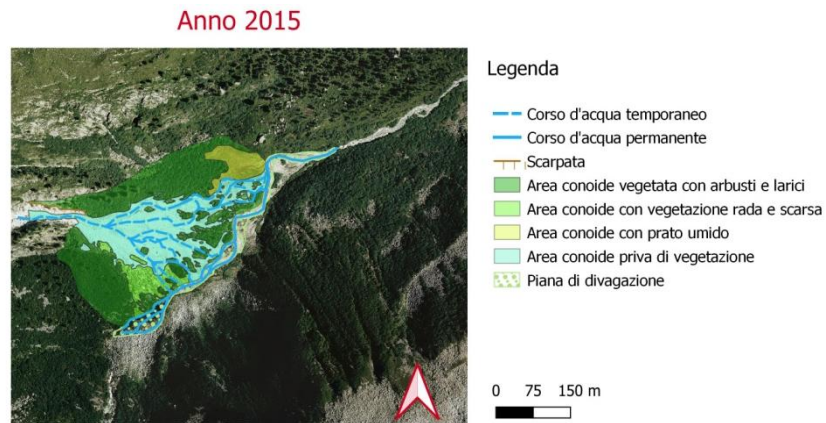 Anno 2015
Legenda
Corso d'acqua temporaneo
Corso d'acqua permanente
Scarpata
Area conoide vegetata con arbusti e larici
Area conoide con vegetazione rada e scarsa
Area conoide con prato umido
Area conoide priva di vegetazione
Piana di divagazione
0 75 150 m